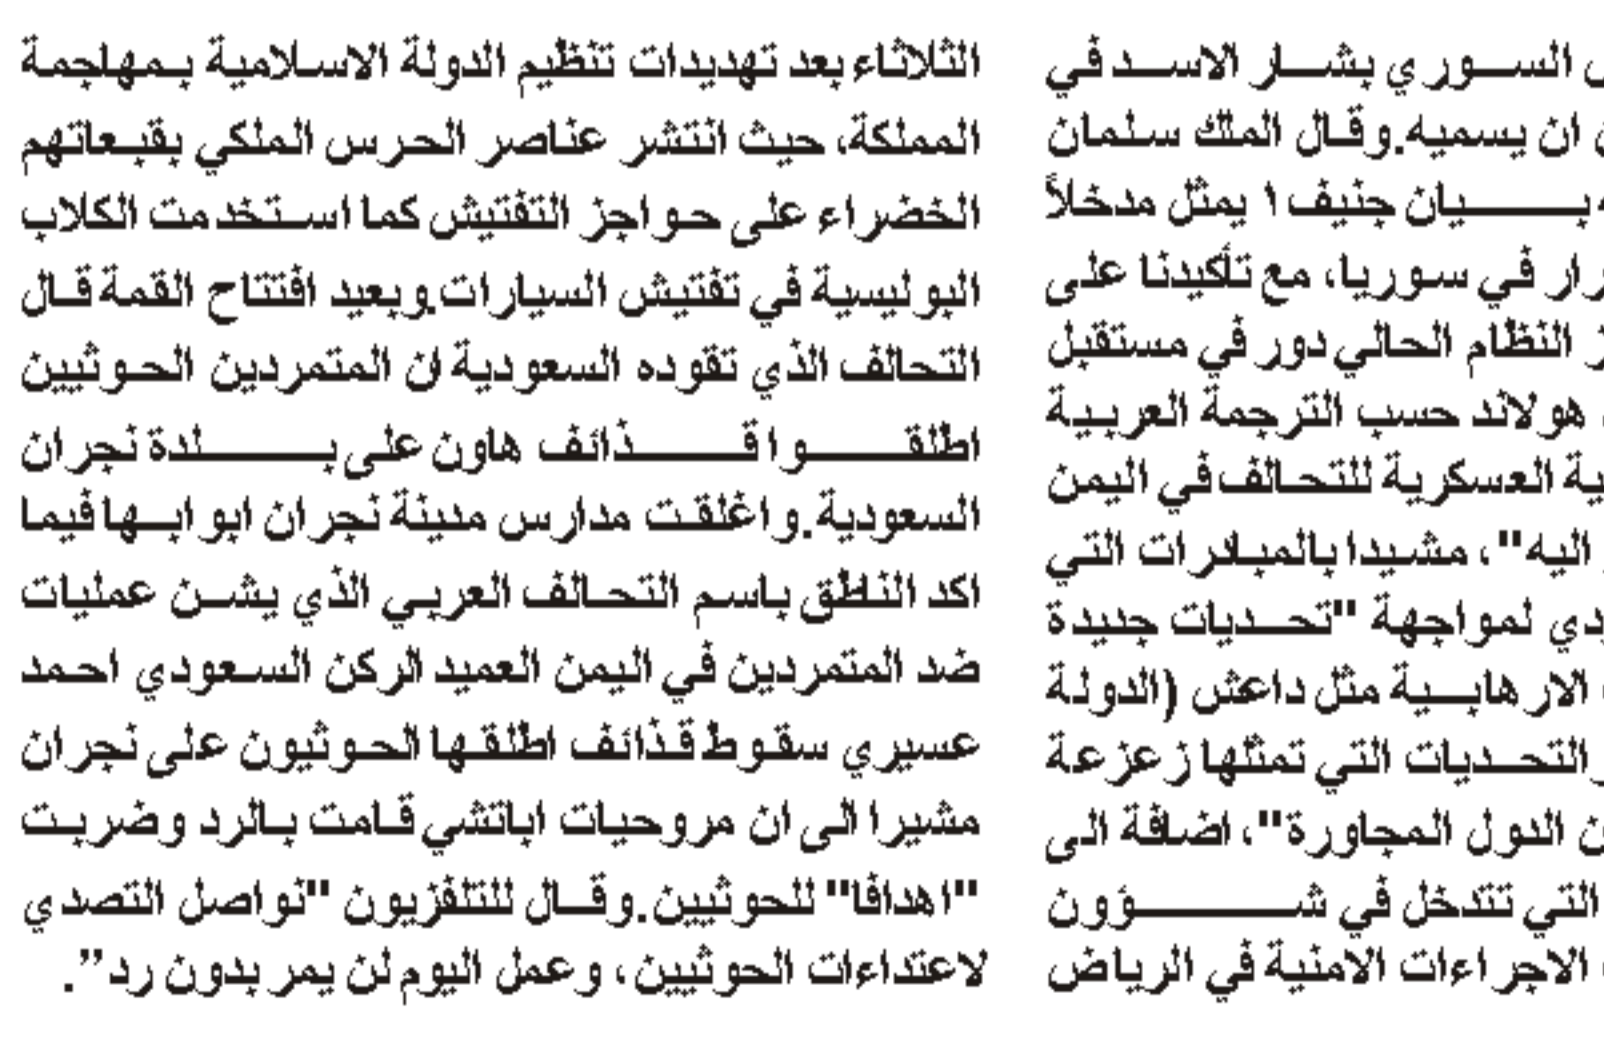 السوري بشار الاسد في
ان يسميه.وقال الملك سلمان
بيان جنيف ١ يمثل مدخلاً
في سوريا، مع تأكيدنا على
النظام الحالي دور في مستقبل
هولاند حسب الترجمة العربية
العسكرية للتحالف في اليمن
اليه"، مشيدا بالمبادرات التي
لمواجهة "تحديات جديدة
الارهابية مثل داعش (الدولة
التحديات التي تمثلها زعزعة
الدول المجاورة"، اضافة الى
التي تتدخل في شؤون
الاجراءات الامنية في الرياض
الثلاثاء بعد تهديدات تنظيم الدولة الاسلامية بمهاجمة
المملكة، حيث انتشر عناصر الحرس الملكي بقبعاتهم
الخضراء على حواجز التفتيش كما استخدمت الكلاب
البوليسية في تفتيش السيارات.وبعيد افتتاح القمة قال
التحالف الذي تقوده السعودية ان المتمردين الحوثيين
اطلقوا قذائف هاون على بلدة نجران
السعودية.واغلقت مدارس مدينة نجران ابوابها فيما
اكد الناطق باسم التحالف العربي الذي يشن عمليات
ضد المتمردين في اليمن العميد الركن السعودي احمد
عسيري سقوط قذائف اطلقها الحوثيون على نجران
مشيرا الى ان مروحيات اباتشي قامت بالرد وضربت
"اهدافا" للحوثيين.وقال للتلفزيون "نواصل التصدي
لاعتداءات الحوثيين، وعمل اليوم لن يمر بدون رد".